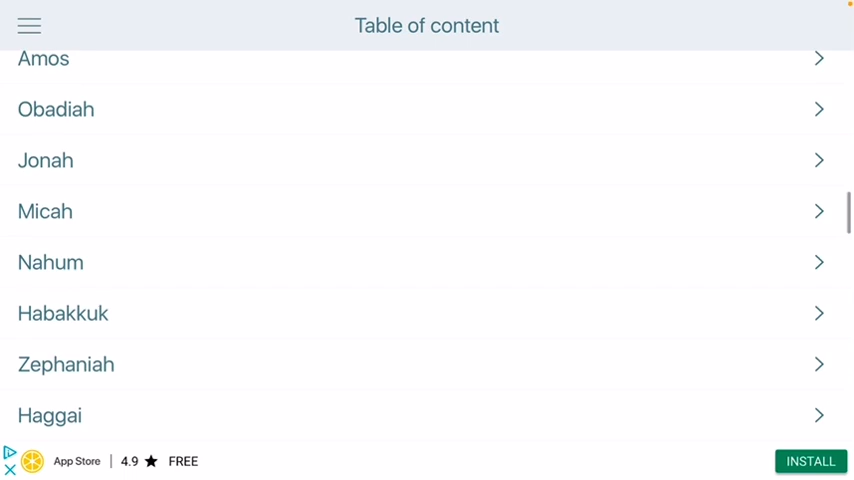 Table of content
Amos
Obadiah
Jonah
Micah
Nahum
Habakkuk
Zephaniah
Haggai
App Store | 4.9 ★ FREE
INSTALL